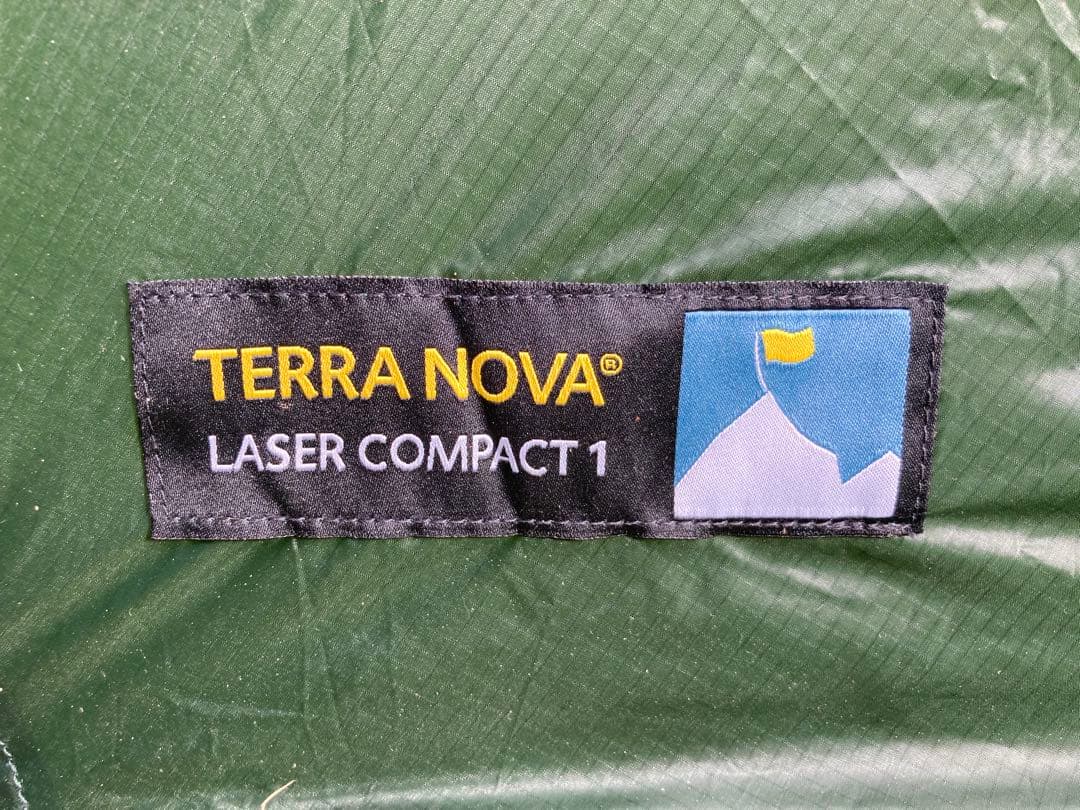 TERRA NOVA®
LASER COMPACT 1